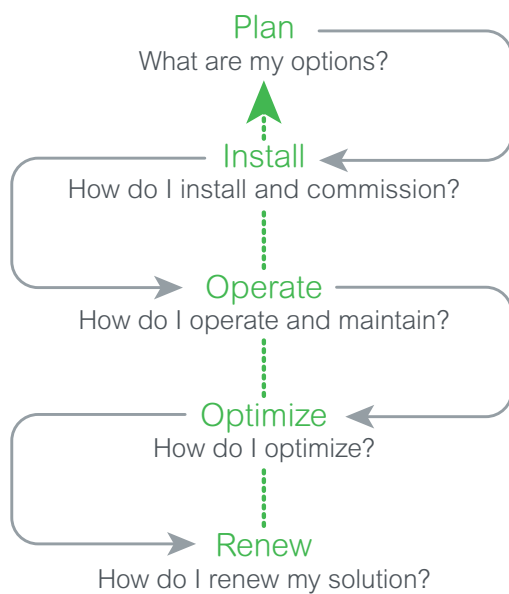 Plan
What are my options?
Install
How do I install and commission?
Operate
How do I operate and maintain?
Optimize
How do I optimize?
Renew
How do I renew my solution?